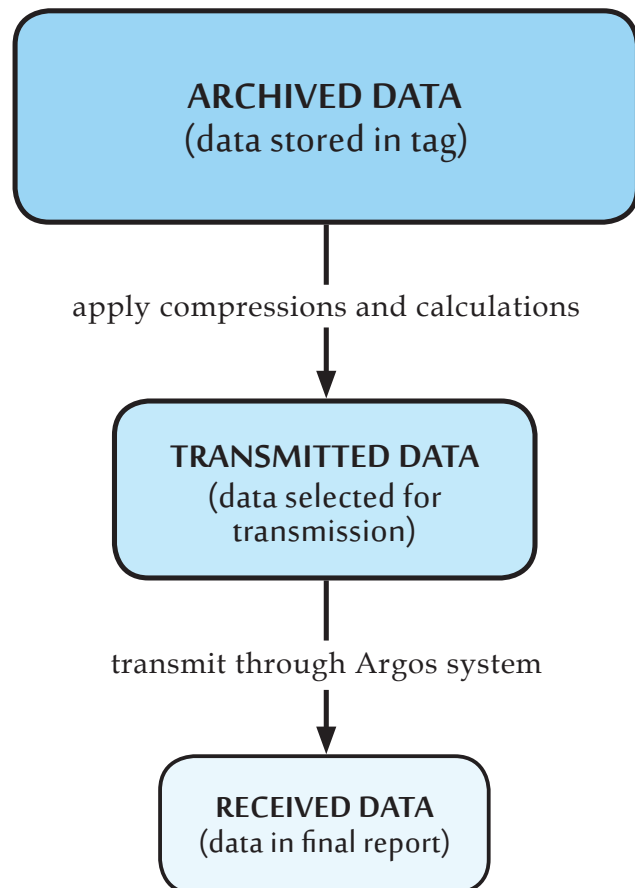 ARCHIVED DATA
(data stored in tag)
apply compressions and calculations
TRANSMITTED DATA
(data selected for
transmission)
transmit through Argos system
RECEIVED DATA
(data in final report)